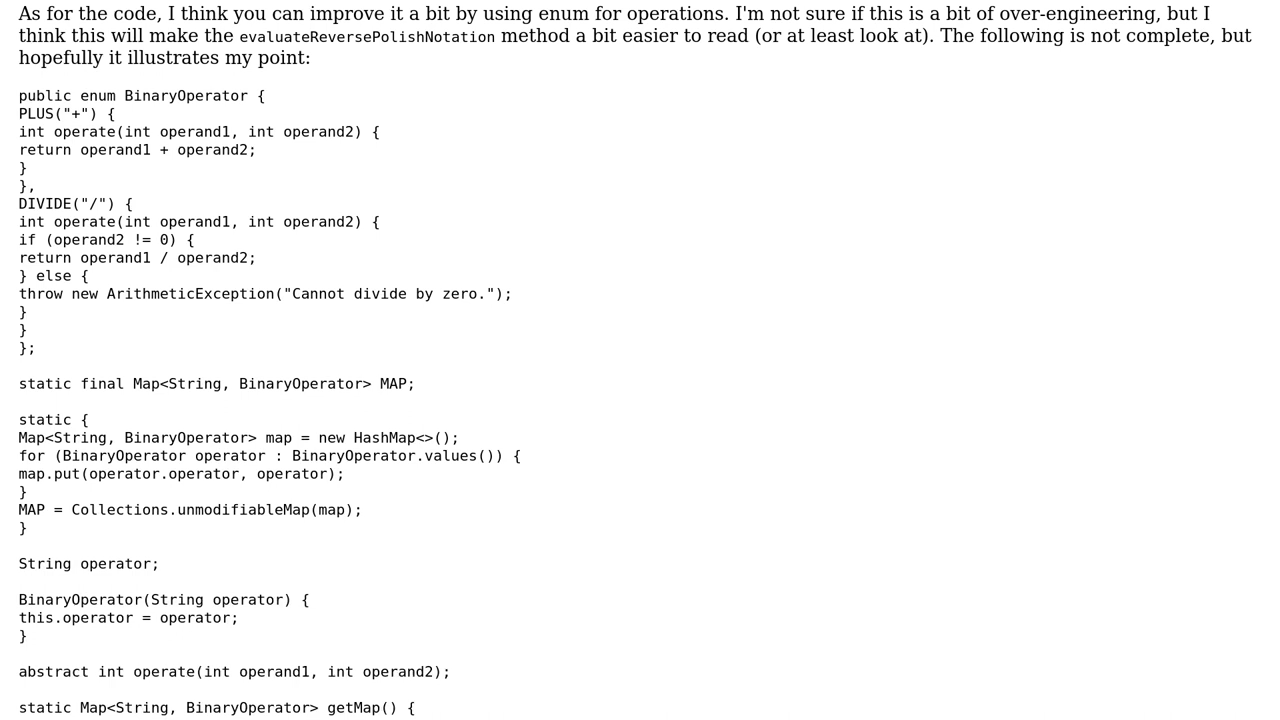 As for the code, I think you can improve it a bit by using enum for operations. I'm not sure if this is a bit of over-engineering, but I
think this will make the evaluateReversePolishNotation method a bit easier to read (or at least look at). The following is not complete, but
hopefully it illustrates my point:
public enum BinaryOperator {
PLUS("+") {
int operate(int operand1, int operand2) {
return operand1 + operand2;
}
},
DIVIDE("/") {
int operate(int operand1, int operand2) {
if (operand2 != 0) {
return operand1 / operand2;
} else {
throw new ArithmeticException("Cannot divide by zero.");
}
}
};
static final Map<String, BinaryOperator> MAP;
static {
Map<String, BinaryOperator> map = new HashMap<>();
for (BinaryOperator operator : BinaryOperator.values()) {
map.put(operator.operator, operator);
}
MAP = Collections.unmodifiableMap(map);
}
String operator;
BinaryOperator(String operator) {
this.operator = operator;
}
abstract int operate(int operand1, int operand2);
static Map<String, BinaryOperator> getMap() {